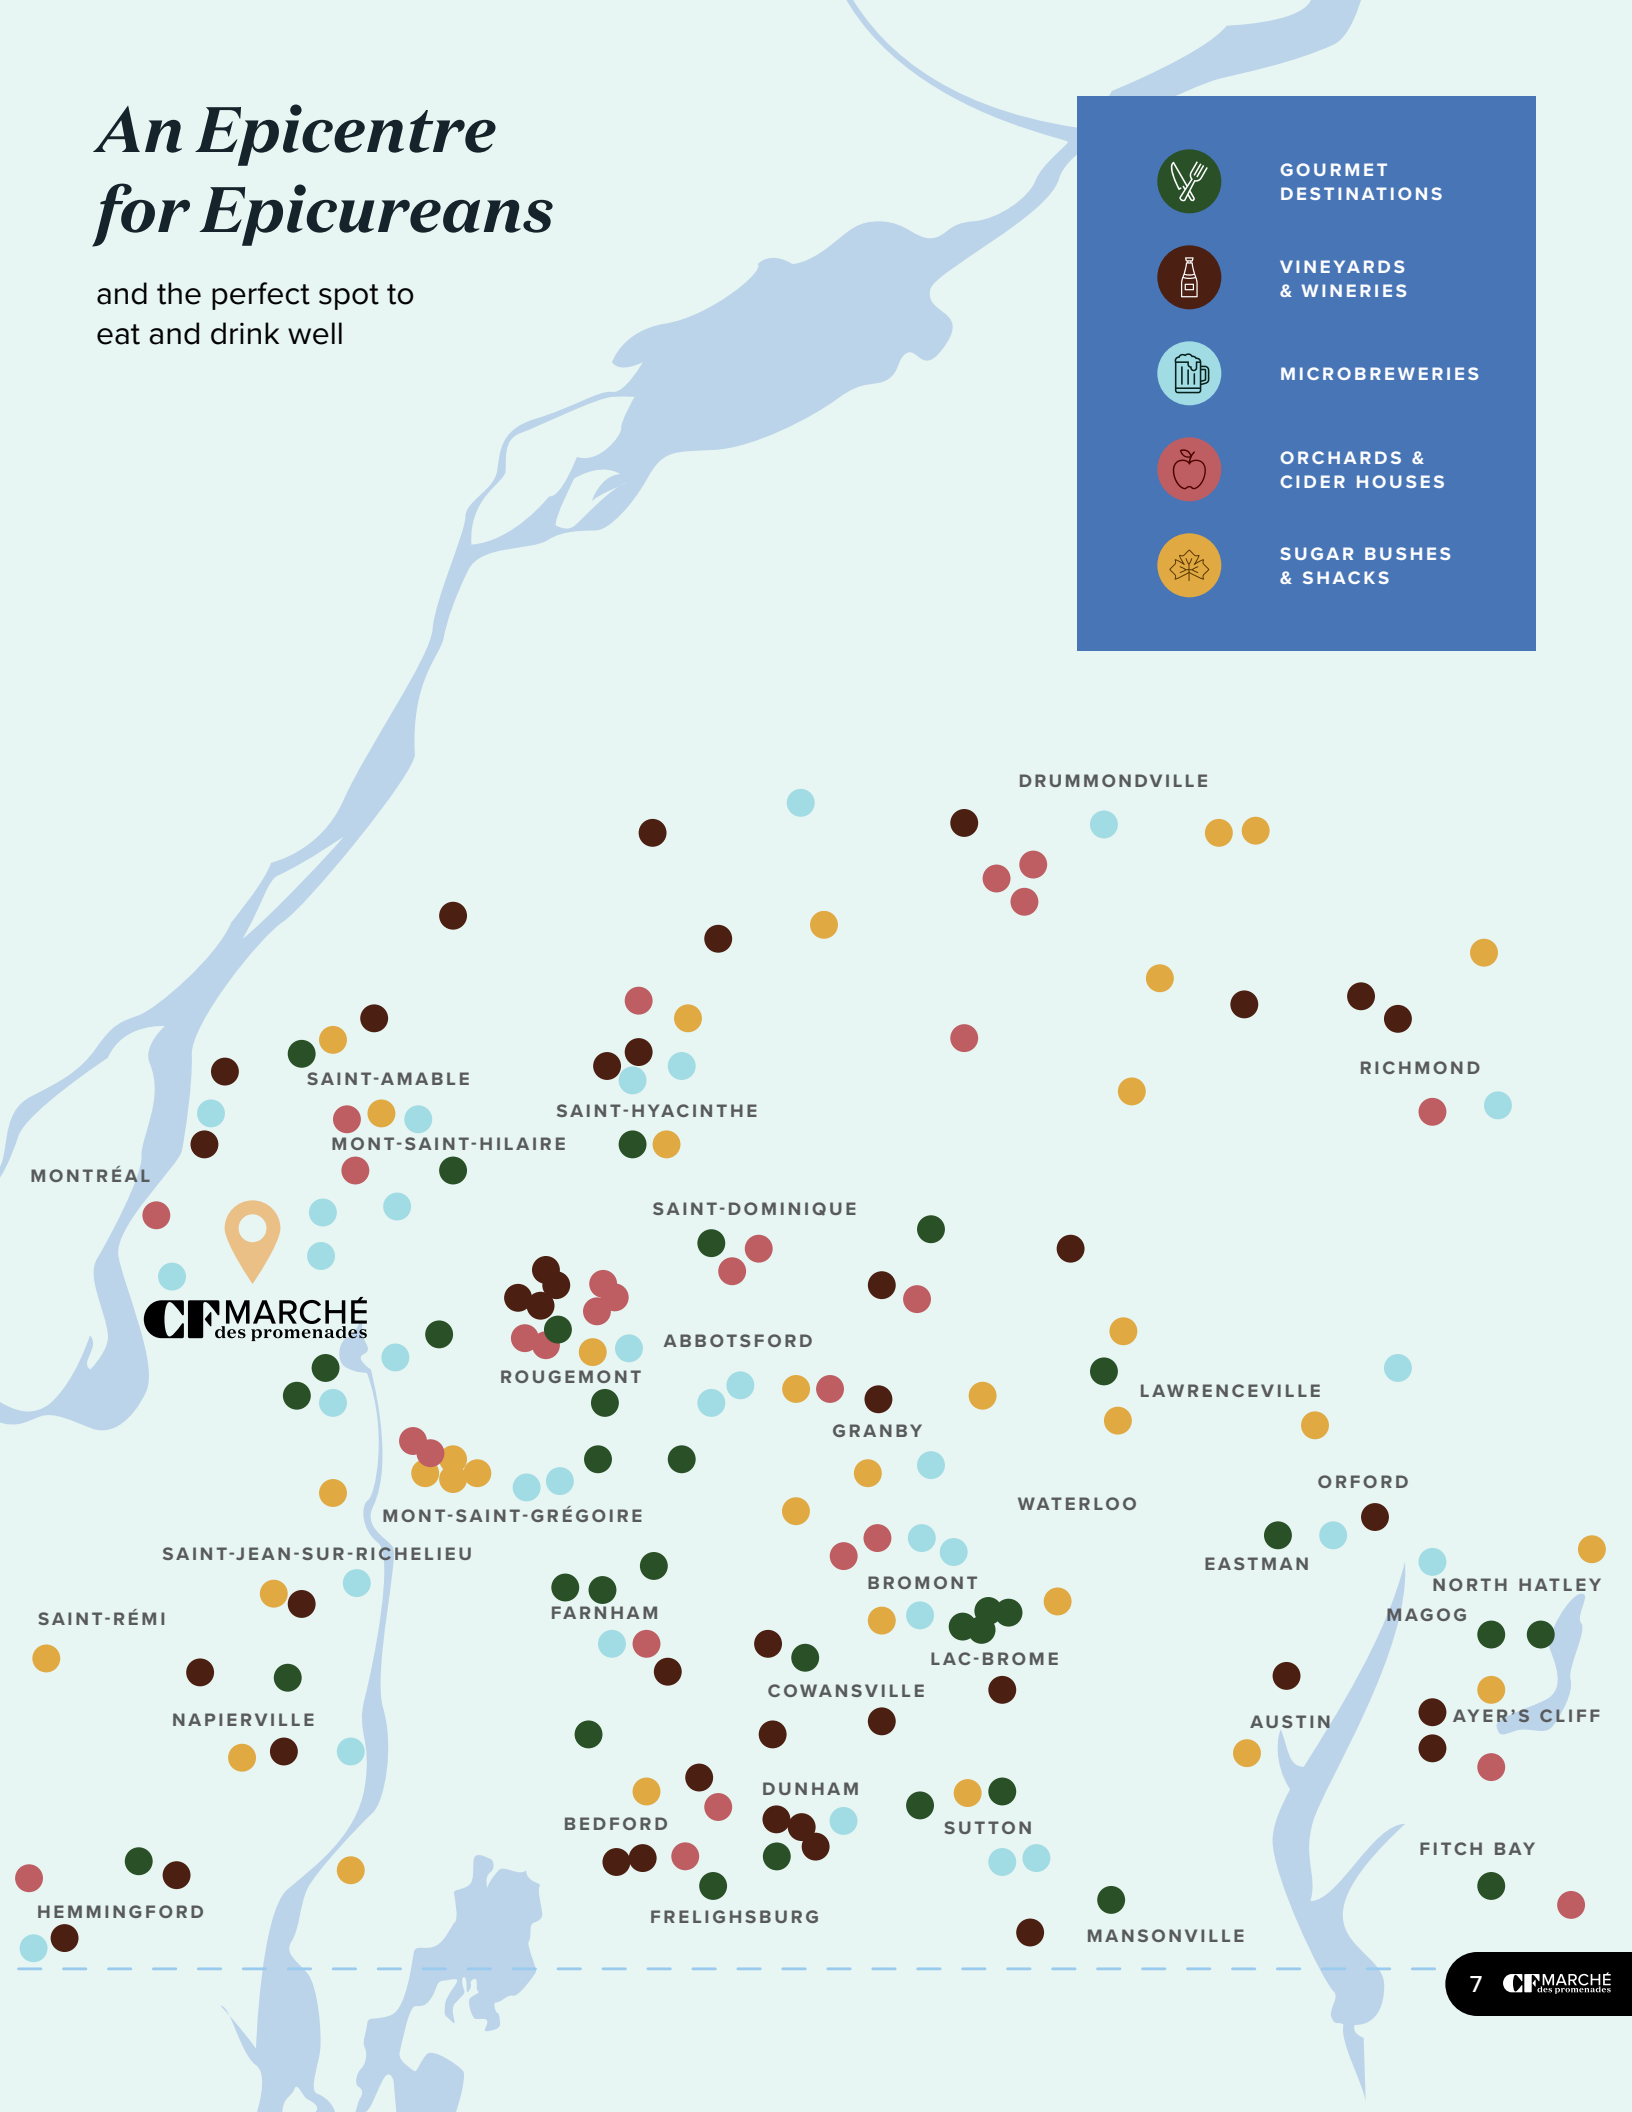 An Epicentre
for Epicureans
and the perfect spot to
eat and drink well
GOURMET
DESTINATIONS
VINEYARDS
& WINERIES
MICROBREWERIES
ORCHARDS &
CIDER HOUSES
SUGAR BUSHES
& SHACKS
DRUMMONDVILLE
RICHMOND
SAINT-AMABLE
SAINT-HYACINTHE
MONT-SAINT-HILAIRE
MONTRÉAL
SAINT-DOMINIQUE
CF MARCHÉ
des promenades
ABBOTSFORD
ROUGEMONT
LAWRENCEVILLE
GRANBY
ORFORD
WATERLOO
MONT-SAINT-GRÉGOIRE
SAINT-JEAN-SUR-RICHELIEU
EASTMAN
BROMONT
NORTH HATLEY
FARNHAM
MAGOG
SAINT-RÉMI
LAC-BROME
COWANSVILLE
AYER'S CLIFF
NAPIERVILLE
AUSTIN
DUNHAM
BEDFORD
SUTTON
FITCH BAY
HEMMINGFORD
FRELIGHSBURG
MANSONVILLE
7 CF MARCHÉ
des promenades